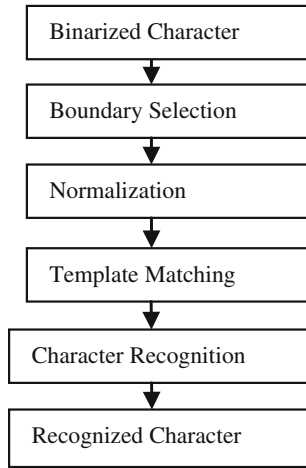 Binarized Character
Boundary Selection
Normalization
Template Matching
Character Recognition
Recognized Character